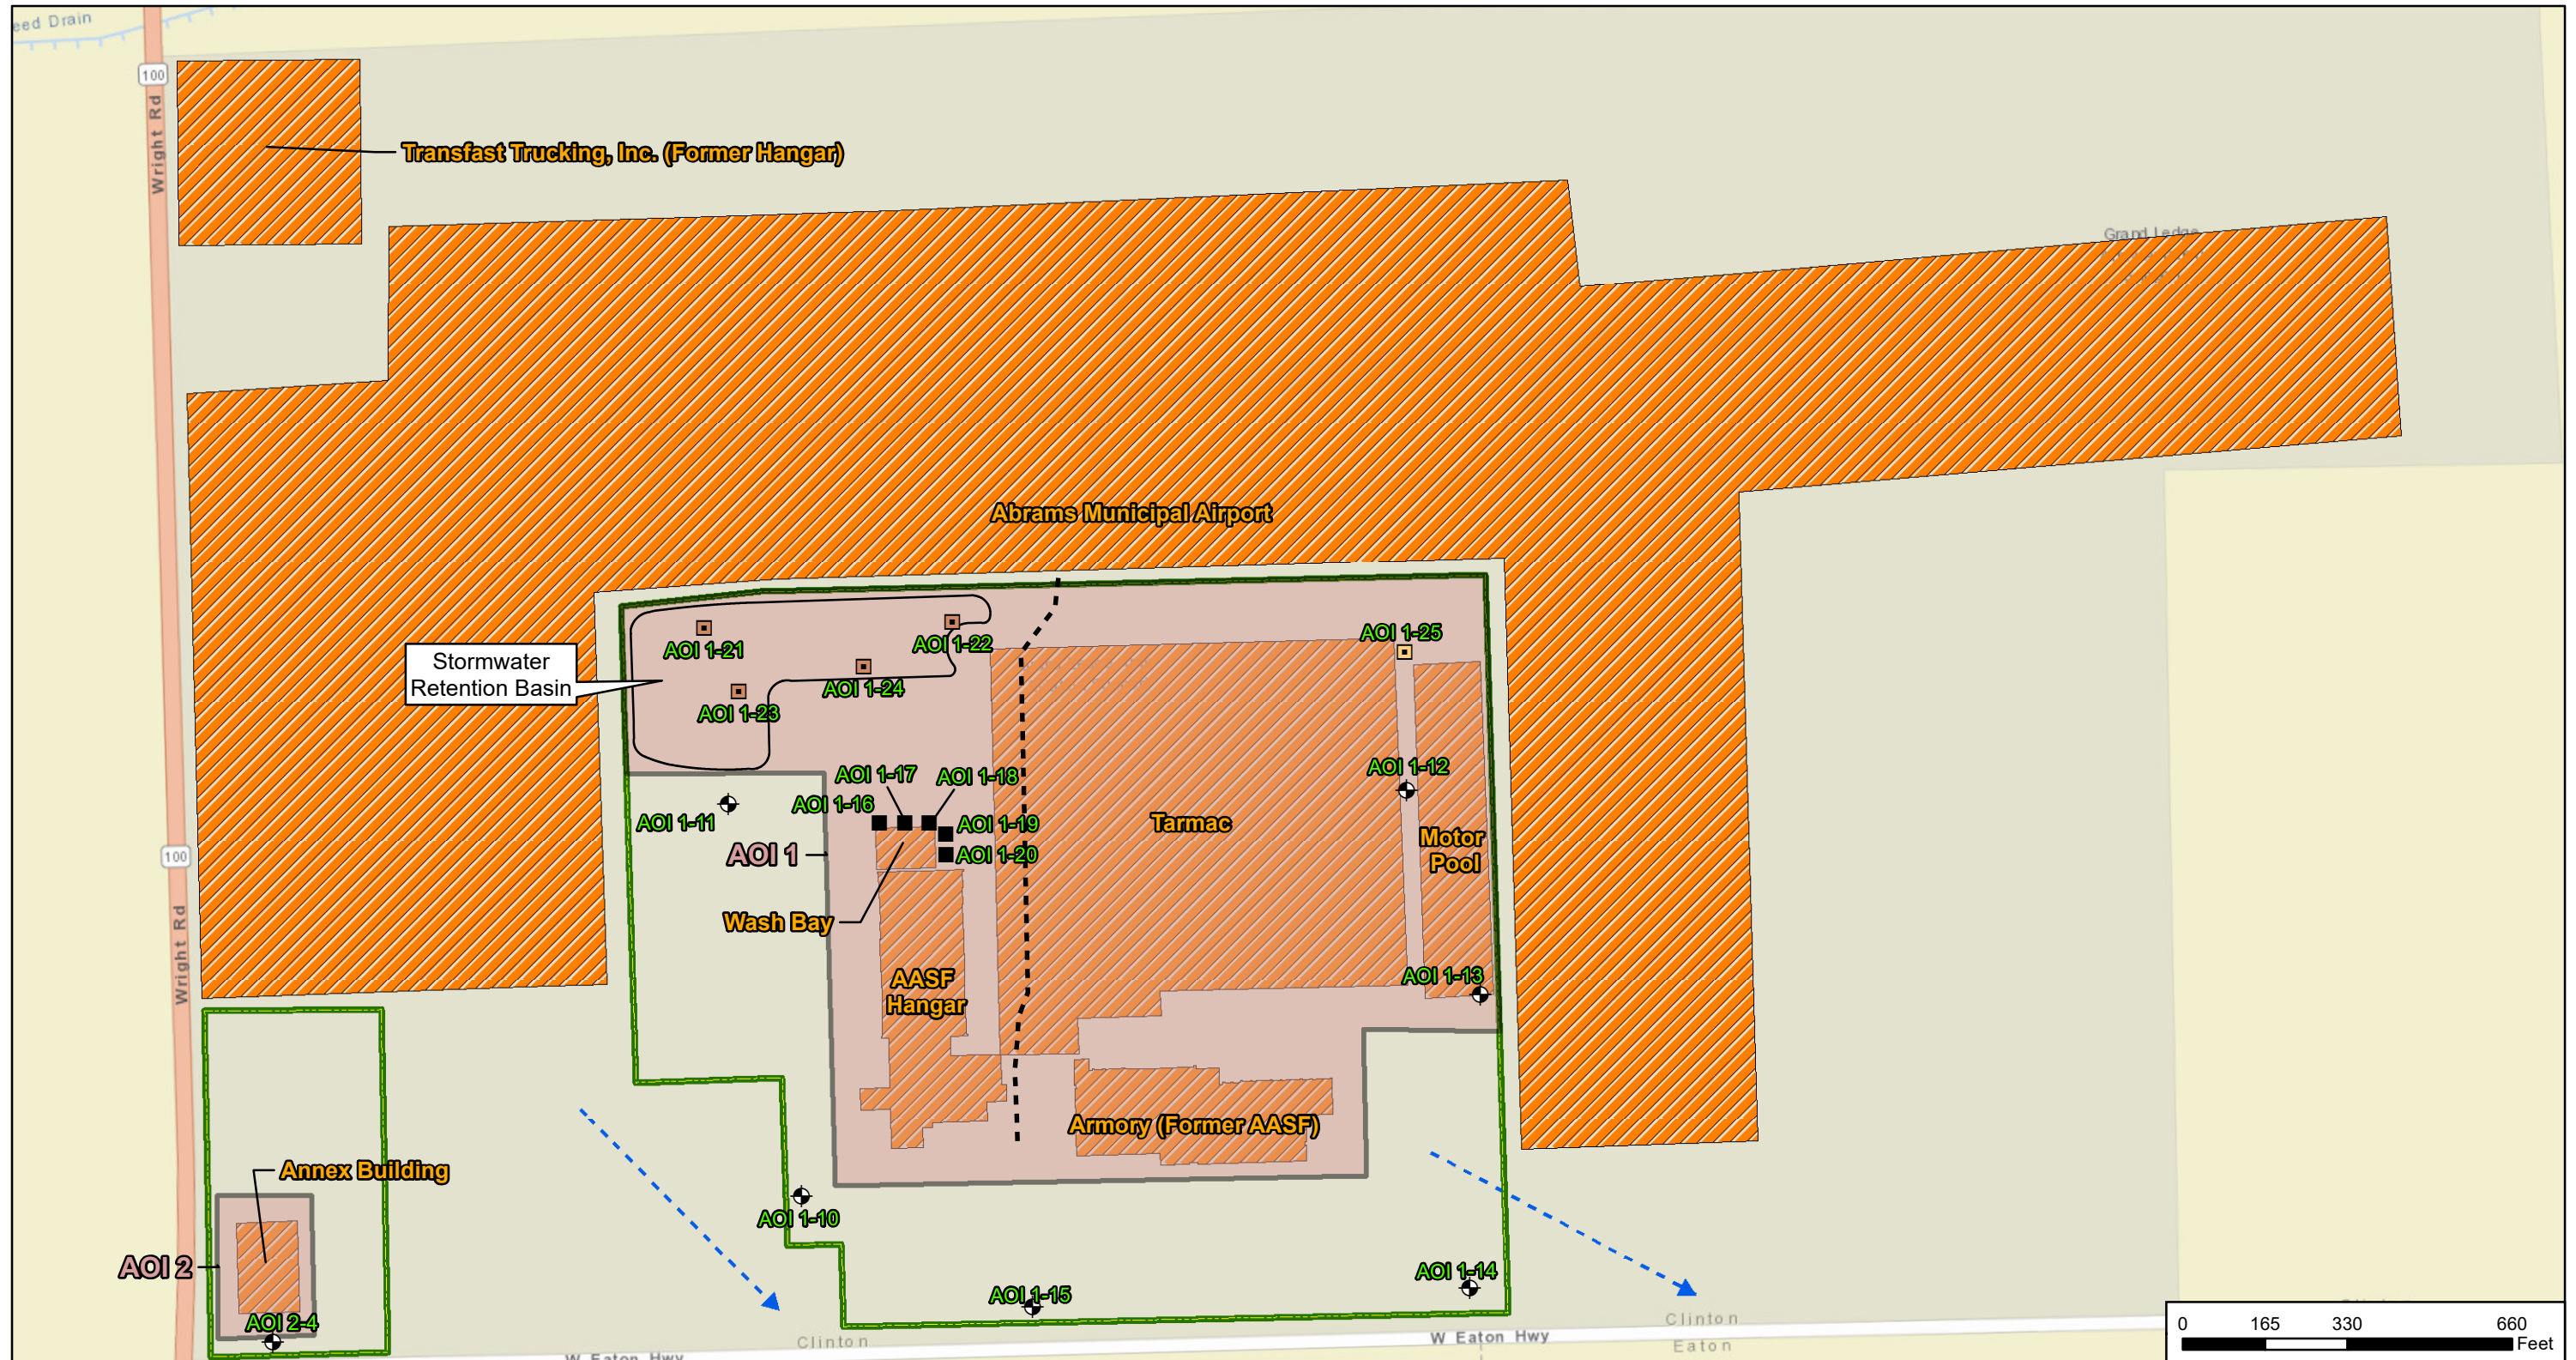 eed Drain
100
Wright Rd
Transfast Trucking, Inc. (Former Hangar)
Grand Ledge
Abrams Municipal Airport
AOI 1-21
AOI 1-22
AOI 1-25
Stormwater
Retention Basin
AOI 1-24
AOI 1-23
AOI 1-17
AOI 1-18
AOI 1-12
AOI 1-16
AOI 1-11
AOI 1-19
Tarmac
100
AOI 1
AOI 1-20
Motor
Pool
Wash Bay
Wright Rd
AASF
Hangar
AOI 1-13
Armory (Former AASF)
Annex Building
AOI 1-10
AOI 2
AOI 1-14
AOI 1-15
AOI 2-4
Clinton
Clinton
W Eaton Hwy
Eaton
W Eaton Hwy
0 165 330 660
Feet